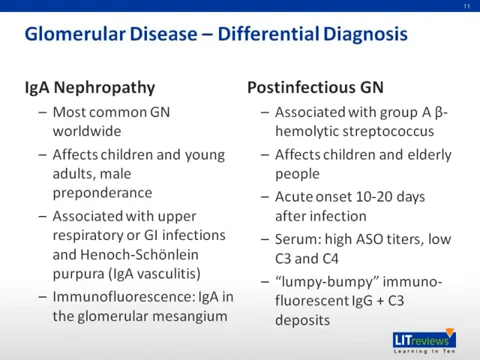 11
Glomerular Disease – Differential Diagnosis
IgA Nephropathy
– Most common GN
worldwide
– Affects children and young
adults, male
preponderance
– Associated with upper
respiratory or GI infections
and Henoch-Schönlein
purpura (IgA vasculitis)
– Immunofluorescence: IgA in
the glomerular mesangium
Postinfectious GN
– Associated with group A β-
hemolytic streptococcus
– Affects children and elderly
people
– Acute onset 10-20 days
after infection
– Serum: high ASO titers, low
C3 and C4
– “lumpy-bumpy” immuno-
fluorescent IgG + C3
deposits
LITreviews
Learning in Ten